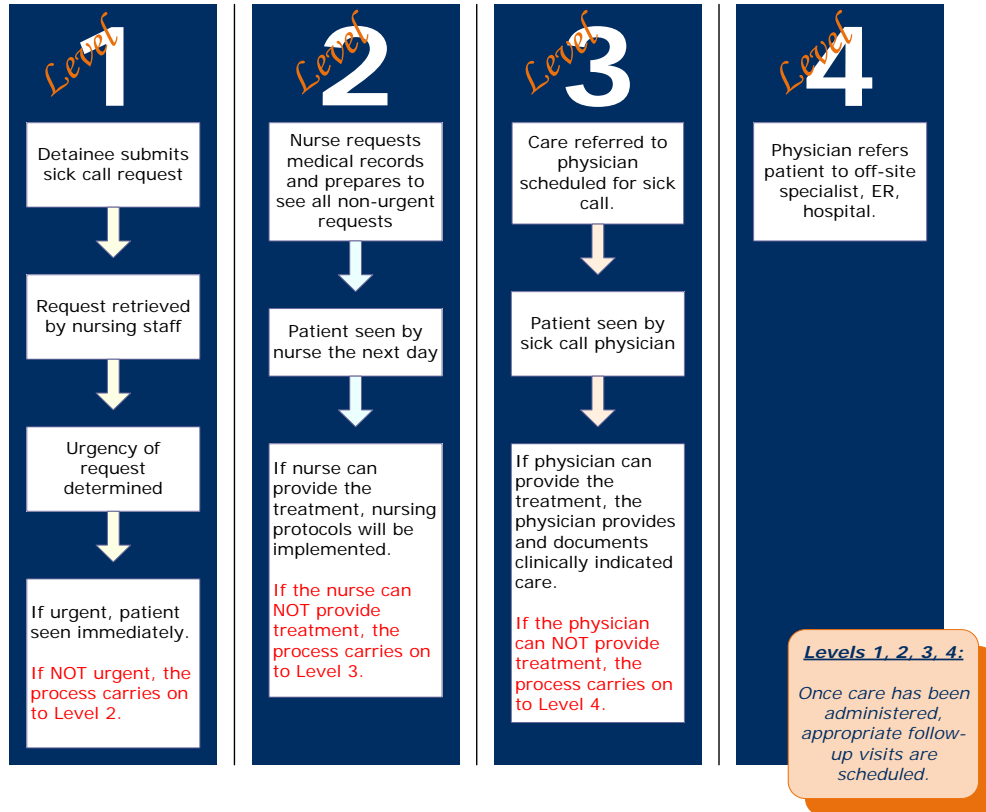 Level 1
Detainee submits
sick call request
Request retrieved
by nursing staff
Urgency of
request
determined
If urgent, patient
seen immediately.
If NOT urgent, the
process carries on
to Level 2.
Level 2
Nurse requests
medical records
and prepares to
see all non-urgent
requests
Patient seen by
nurse the next day
If nurse can
provide the
treatment, nursing
protocols will be
implemented.
If the nurse can
NOT provide
treatment, the
process carries on
to Level 3.
Level 3
Care referred to
physician
scheduled for sick
call.
Patient seen by
sick call physician
If physician can
provide the
treatment, the
physician provides
and documents
clinically indicated
care.
If the physician
can NOT provide
treatment, the
process carries on
to Level 4.
Level 4
Physician refers
patient to off-site
specialist, ER,
hospital.
Levels 1, 2, 3, 4:
Once care has been
administered,
appropriate follow-
up visits are
scheduled.